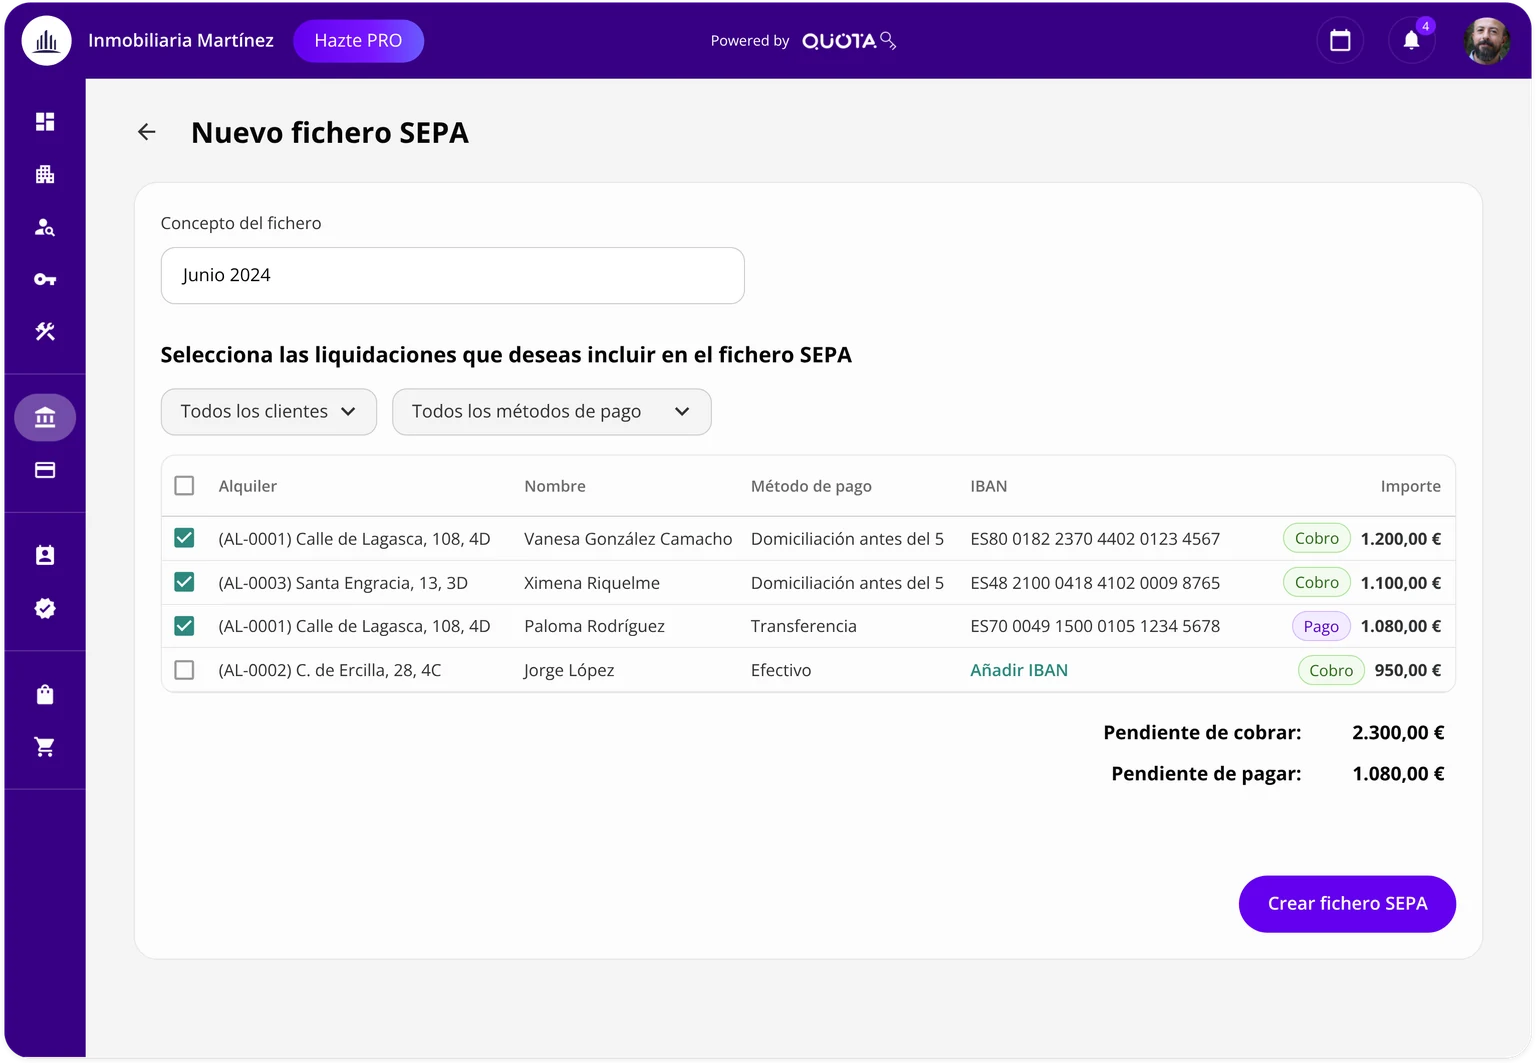 Inmobiliaria Martínez Hazte PRO Powered by QUOTA 4
Nuevo fichero SEPA
Concepto del fichero
Junio 2024
Selecciona las liquidaciones que deseas incluir en el fichero SEPA
Todos los clientes Todos los métodos de pago
Alquiler Nombre Método de pago IBAN Importe
(AL-0001) Calle de Lagasca, 108, 4D Vanesa González Camacho Domiciliación antes del 5 ES80 0182 2370 4402 0123 4567 Cobro 1.200,00 €
(AL-0003) Santa Engracia, 13, 3D Ximena Riquelme Domiciliación antes del 5 ES48 2100 0418 4102 0009 8765 Cobro 1.100,00 €
(AL-0001) Calle de Lagasca, 108, 4D Paloma Rodríguez Transferencia ES70 0049 1500 0105 1234 5678 Pago 1.080,00 €
(AL-0002) C. de Ercilla, 28, 4C Jorge López Efectivo Añadir IBAN Cobro 950,00 €
Pendiente de cobrar: 2.300,00 €
Pendiente de pagar: 1.080,00 €
Crear fichero SEPA